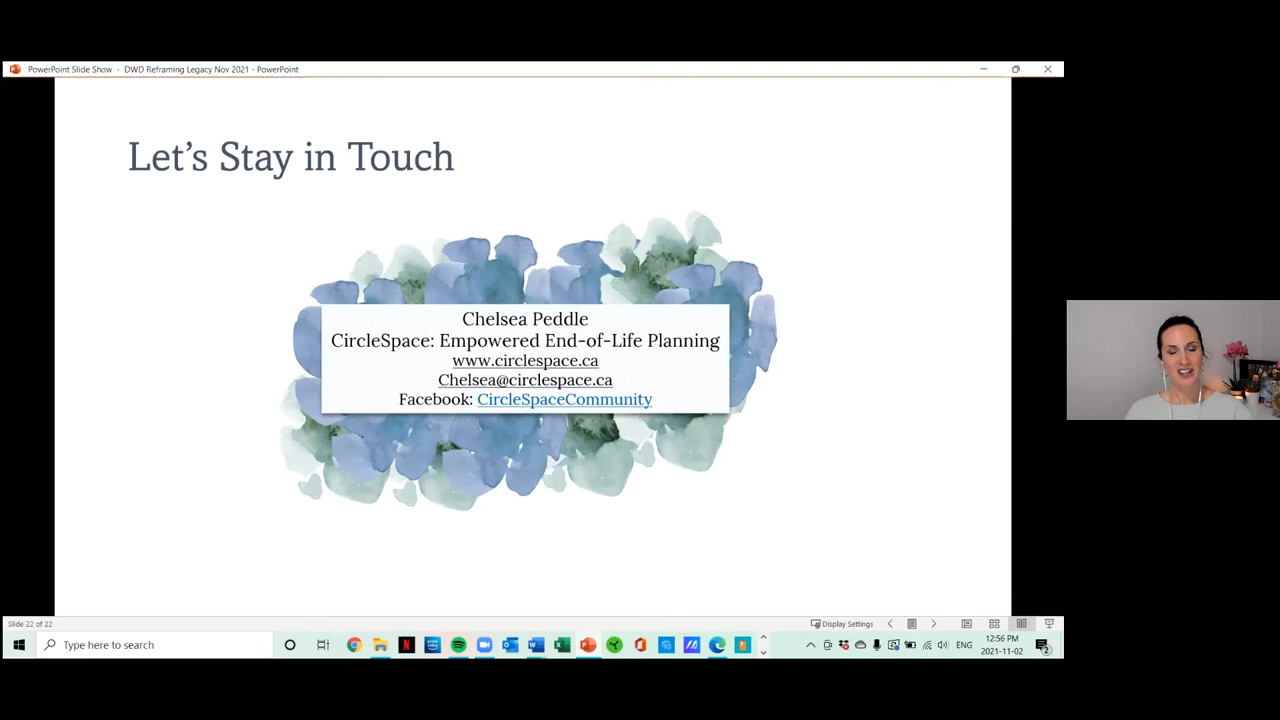 PowerPoint Slide Show - DWD Reframing Legacy Nov 2021 - PowerPoint
Let's Stay in Touch
Chelsea Peddle
CircleSpace: Empowered End-of-Life Planning
www.circlespace.ca
Chelsea@circlespace.ca
Facebook: CircleSpaceCommunity
Slide 22 of 22
Display Settings
Type here to search
ENG
12:56 PM
2021-11-02
2